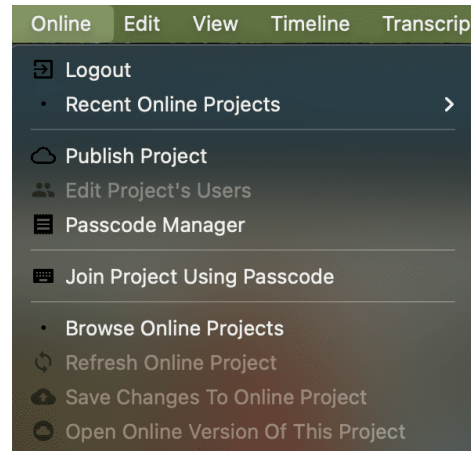 Online Edit View Timeline Transcrip
Logout
Recent Online Projects
Publish Project
Edit Project's Users
Passcode Manager
Join Project Using Passcode
Browse Online Projects
Refresh Online Project
Save Changes To Online Project
Open Online Version Of This Project